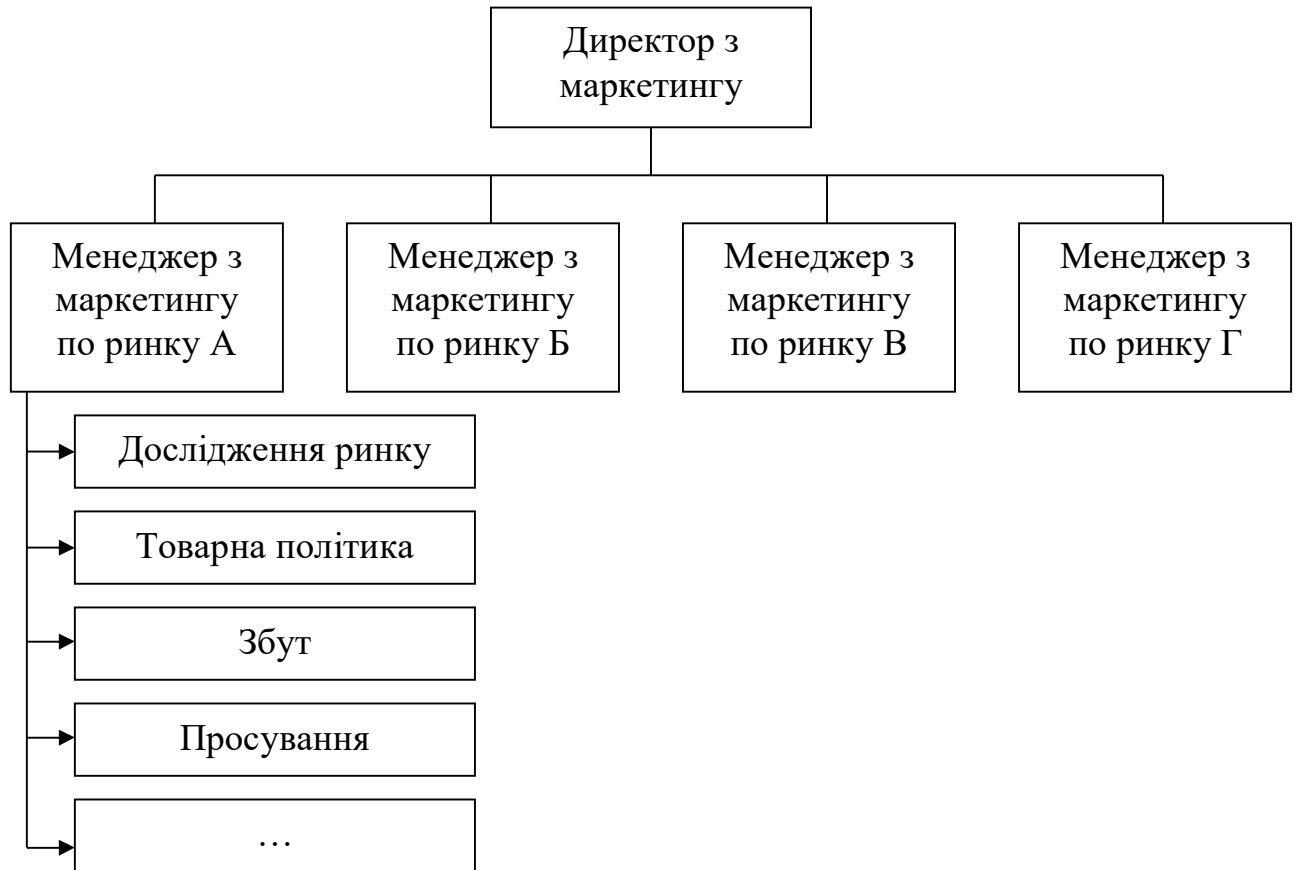 Директор з
маркетингу
Менеджер з
маркетингу
по ринку А
Менеджер з
маркетингу
по ринку Б
Менеджер з
маркетингу
по ринку В
Менеджер з
маркетингу
по ринку Г
Дослідження ринку
Товарна політика
Збут
Просування
…